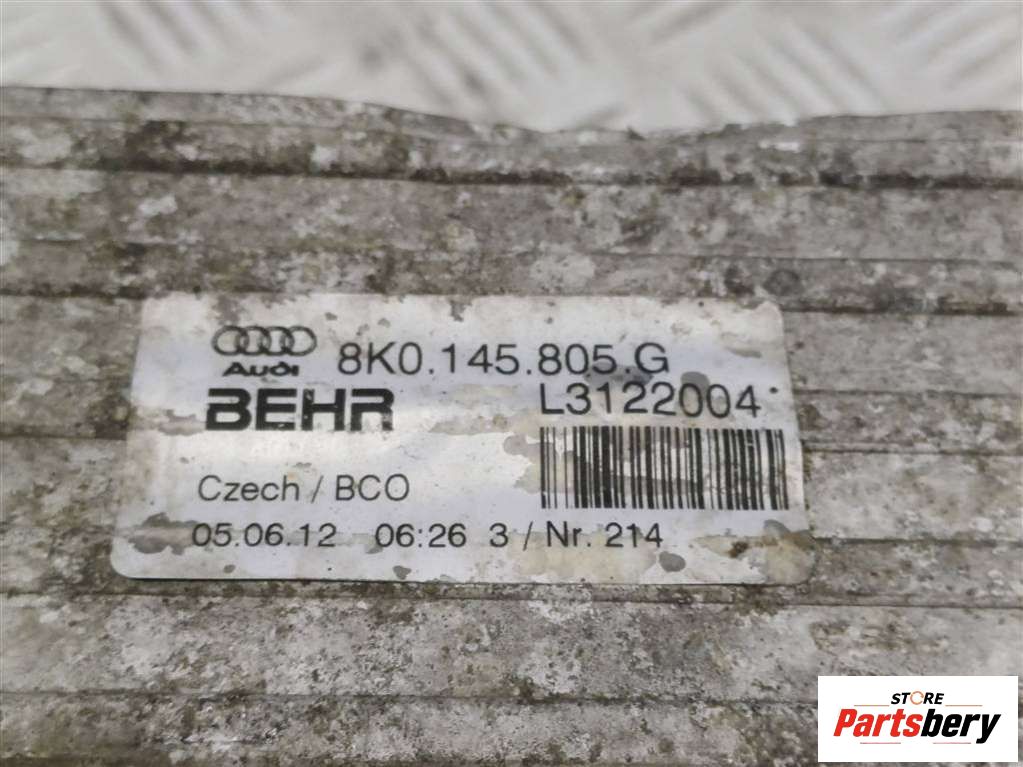 Audi 8K0.145.805.G
BEHR L3122004
Czech / BCO
05.06.12 06:26 3 / Nr. 214
STORE
Partsbery